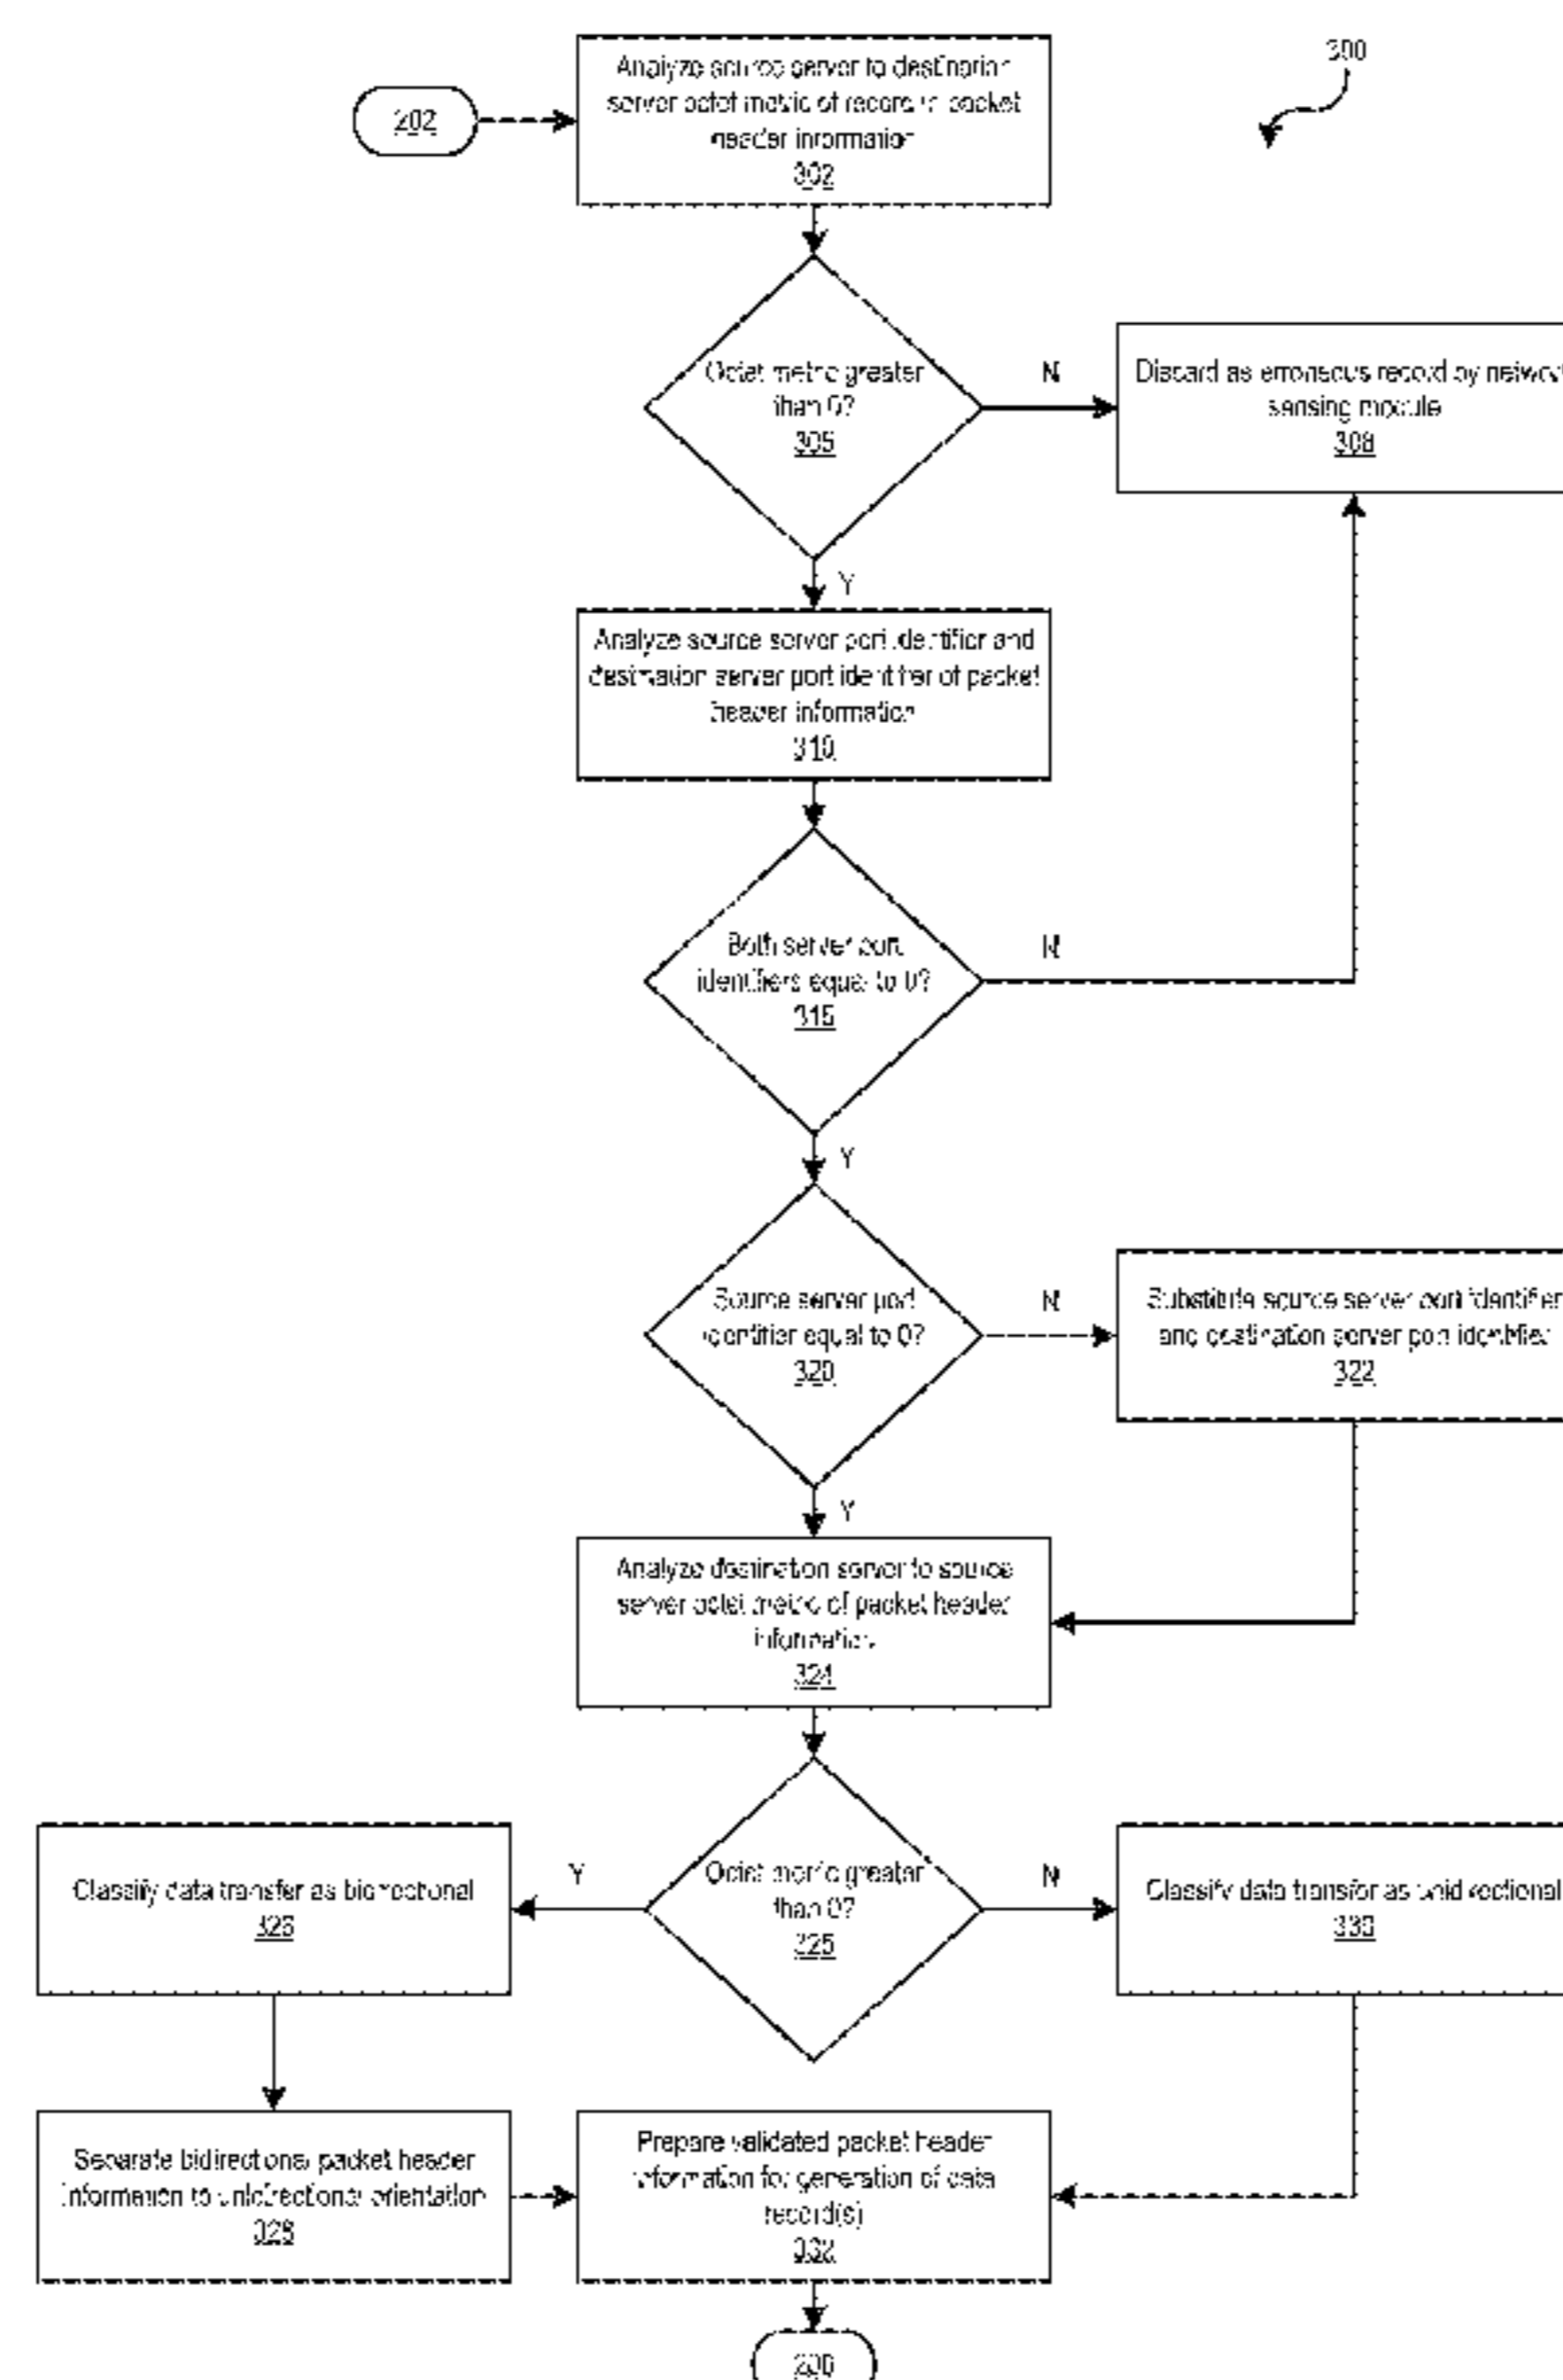 300
202
Analyze source server to destination
server octet metric of record in packet
header information
302
Octet metric greater
than 0?
305
N
Discard as erroneous record by network
sensing module
308
Y
Analyze source server port identifier and
destination server port identifier of packet
header information
310
Both server port
identifiers equal to 0?
315
N
Y
Source server port
identifier equal to 0?
320
N
Substitute source server port identifier
and destination server port identifier
322
Y
Analyze destination server to source
server octet metric of packet header
information
324
Octet metric greater
than 0?
325
Y
N
Classify data transfer as bidirectional
326
Classify data transfer as unidirectional
330
Separate bidirectional packet header
information to unidirectional orientation
328
Prepare validated packet header
information for generation of data
record(s)
332